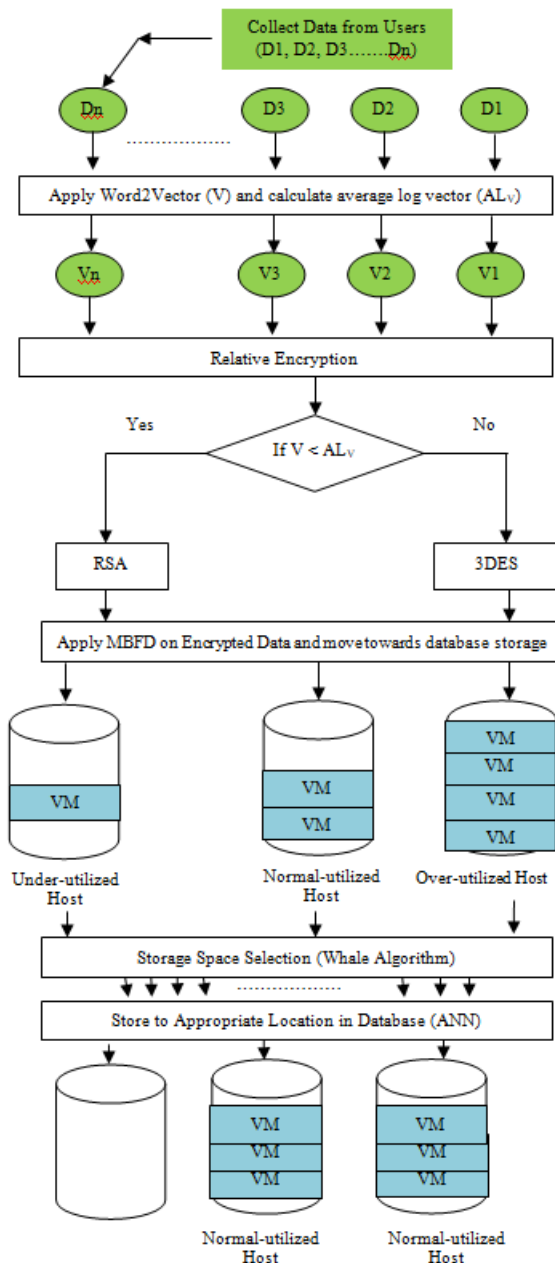 Collect Data from Users
(D1, D2, D3.......Dn)
Dn
D3
D2
D1
Apply Word2Vector (V) and calculate average log vector (ALV)
Vn
V3
V2
V1
Relative Encryption
Yes
No
If V < ALV
RSA
3DES
Apply MBFD on Encrypted Data and move towards database storage
VM
VM
VM
VM
VM
VM
VM
Under-utilized
Host
Normal-utilized
Host
Over-utilized Host
Storage Space Selection (Whale Algorithm)
Store to Appropriate Location in Database (ANN)
VM
VM
VM
VM
VM
VM
Normal-utilized
Host
Normal-utilized
Host